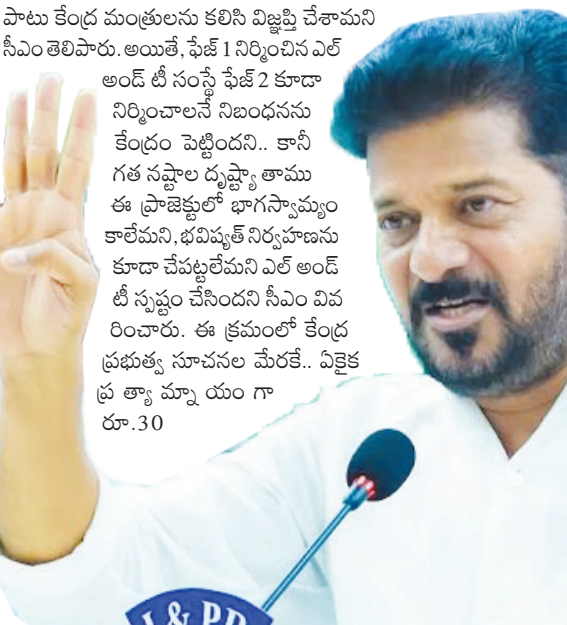 పాటు కేంద్ర మంత్రులను కలిసి విజ్ఞప్తి చేశామని
సీఎం తెలిపారు. అయితే, ఫేజ్ 1 నిర్మించిన ఎల్
అండ్ టీ సంస్థే ఫేజ్ 2 కూడా
నిర్మించాలనే నిబంధనను
కేంద్రం పెట్టిందని.. కానీ
గత నష్టాల దృష్ట్యా తాము
ఈ ప్రాజెక్టులో భాగస్వామ్యం
కాలేమని, భవిష్యత్ నిర్వహణను
కూడా చేపట్టలేమని ఎల్ అండ్
టీ స్పష్టం చేసిందని సీఎం వివ
రించారు. ఈ క్రమంలో కేంద్ర
ప్రభుత్వ సూచనల మేరకే.. ఏకైక
ప్ర త్యా మ్నా యం గా
రూ.30
I & PR